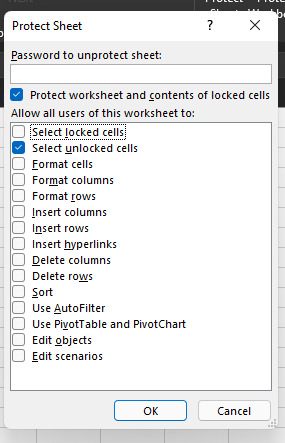 Protect Sheet
Password to unprotect sheet:
Protect worksheet and contents of locked cells
Allow all users of this worksheet to:
Select locked cells
Select unlocked cells
Format cells
Format columns
Format rows
Insert columns
Insert rows
Insert hyperlinks
Delete columns
Delete rows
Sort
Use AutoFilter
Use PivotTable and PivotChart
Edit objects
Edit scenarios
OK
Cancel